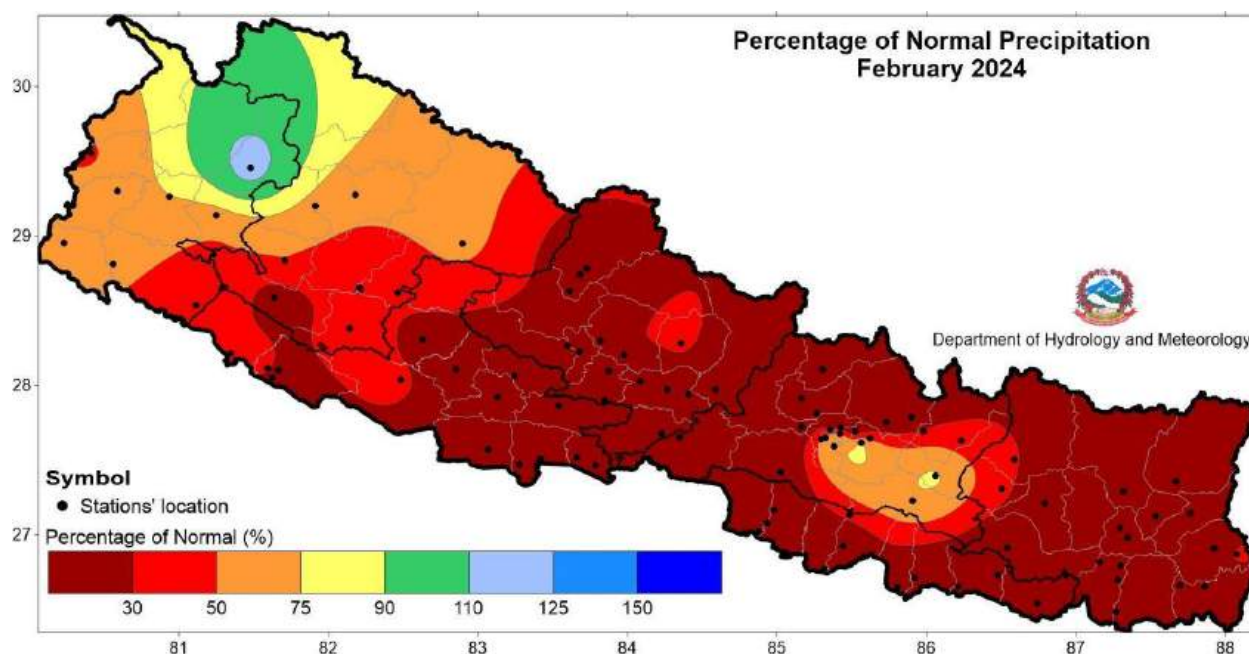 Percentage of Normal Precipitation
February 2024
30
29
28
27
Department of Hydrology and Meteorology
Symbol
Stations' location
Percentage of Normal (%)
30 50 75 90 110 125 150
81 82 83 84 85 86 87 88